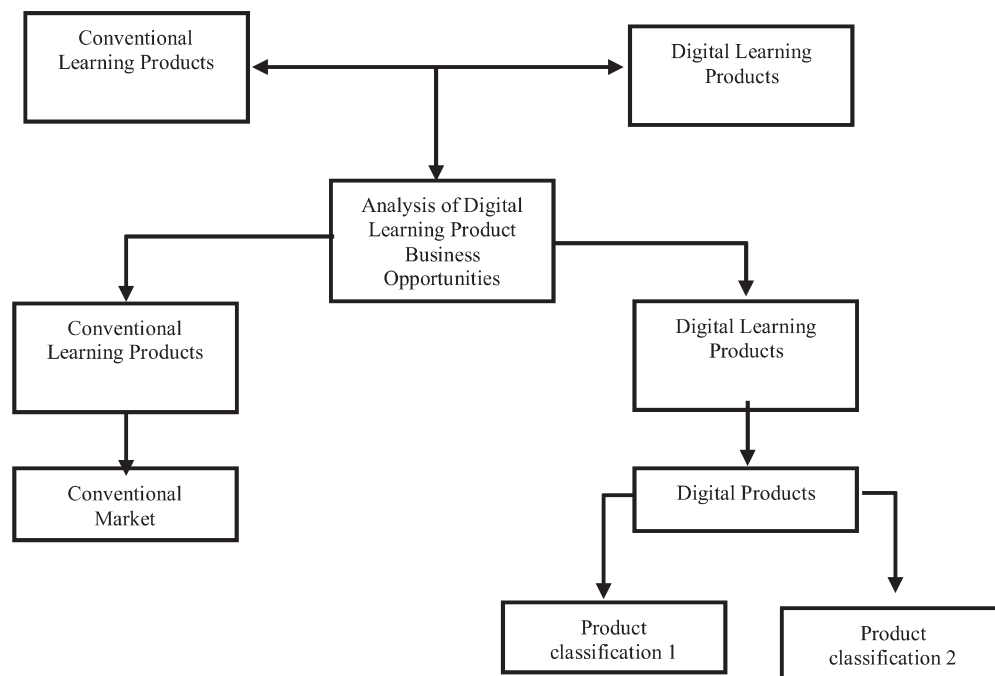 Conventional
Learning Products
Digital Learning
Products
Analysis of Digital
Learning Product
Business
Opportunities
Conventional
Learning Products
Digital Learning
Products
Conventional
Market
Digital Products
Product
classification 1
Product
classification 2